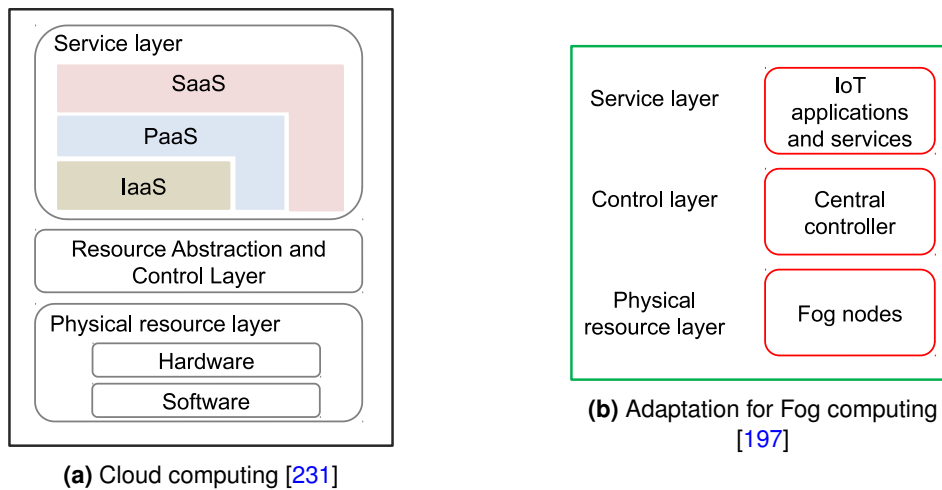 Service layer
SaaS
PaaS
IaaS
Resource Abstraction and
Control Layer
Physical resource layer
Hardware
Software
(a) Cloud computing [231]
Service layer
IoT
applications
and services
Control layer
Central
controller
Physical
resource layer
Fog nodes
(b) Adaptation for Fog computing
[197]